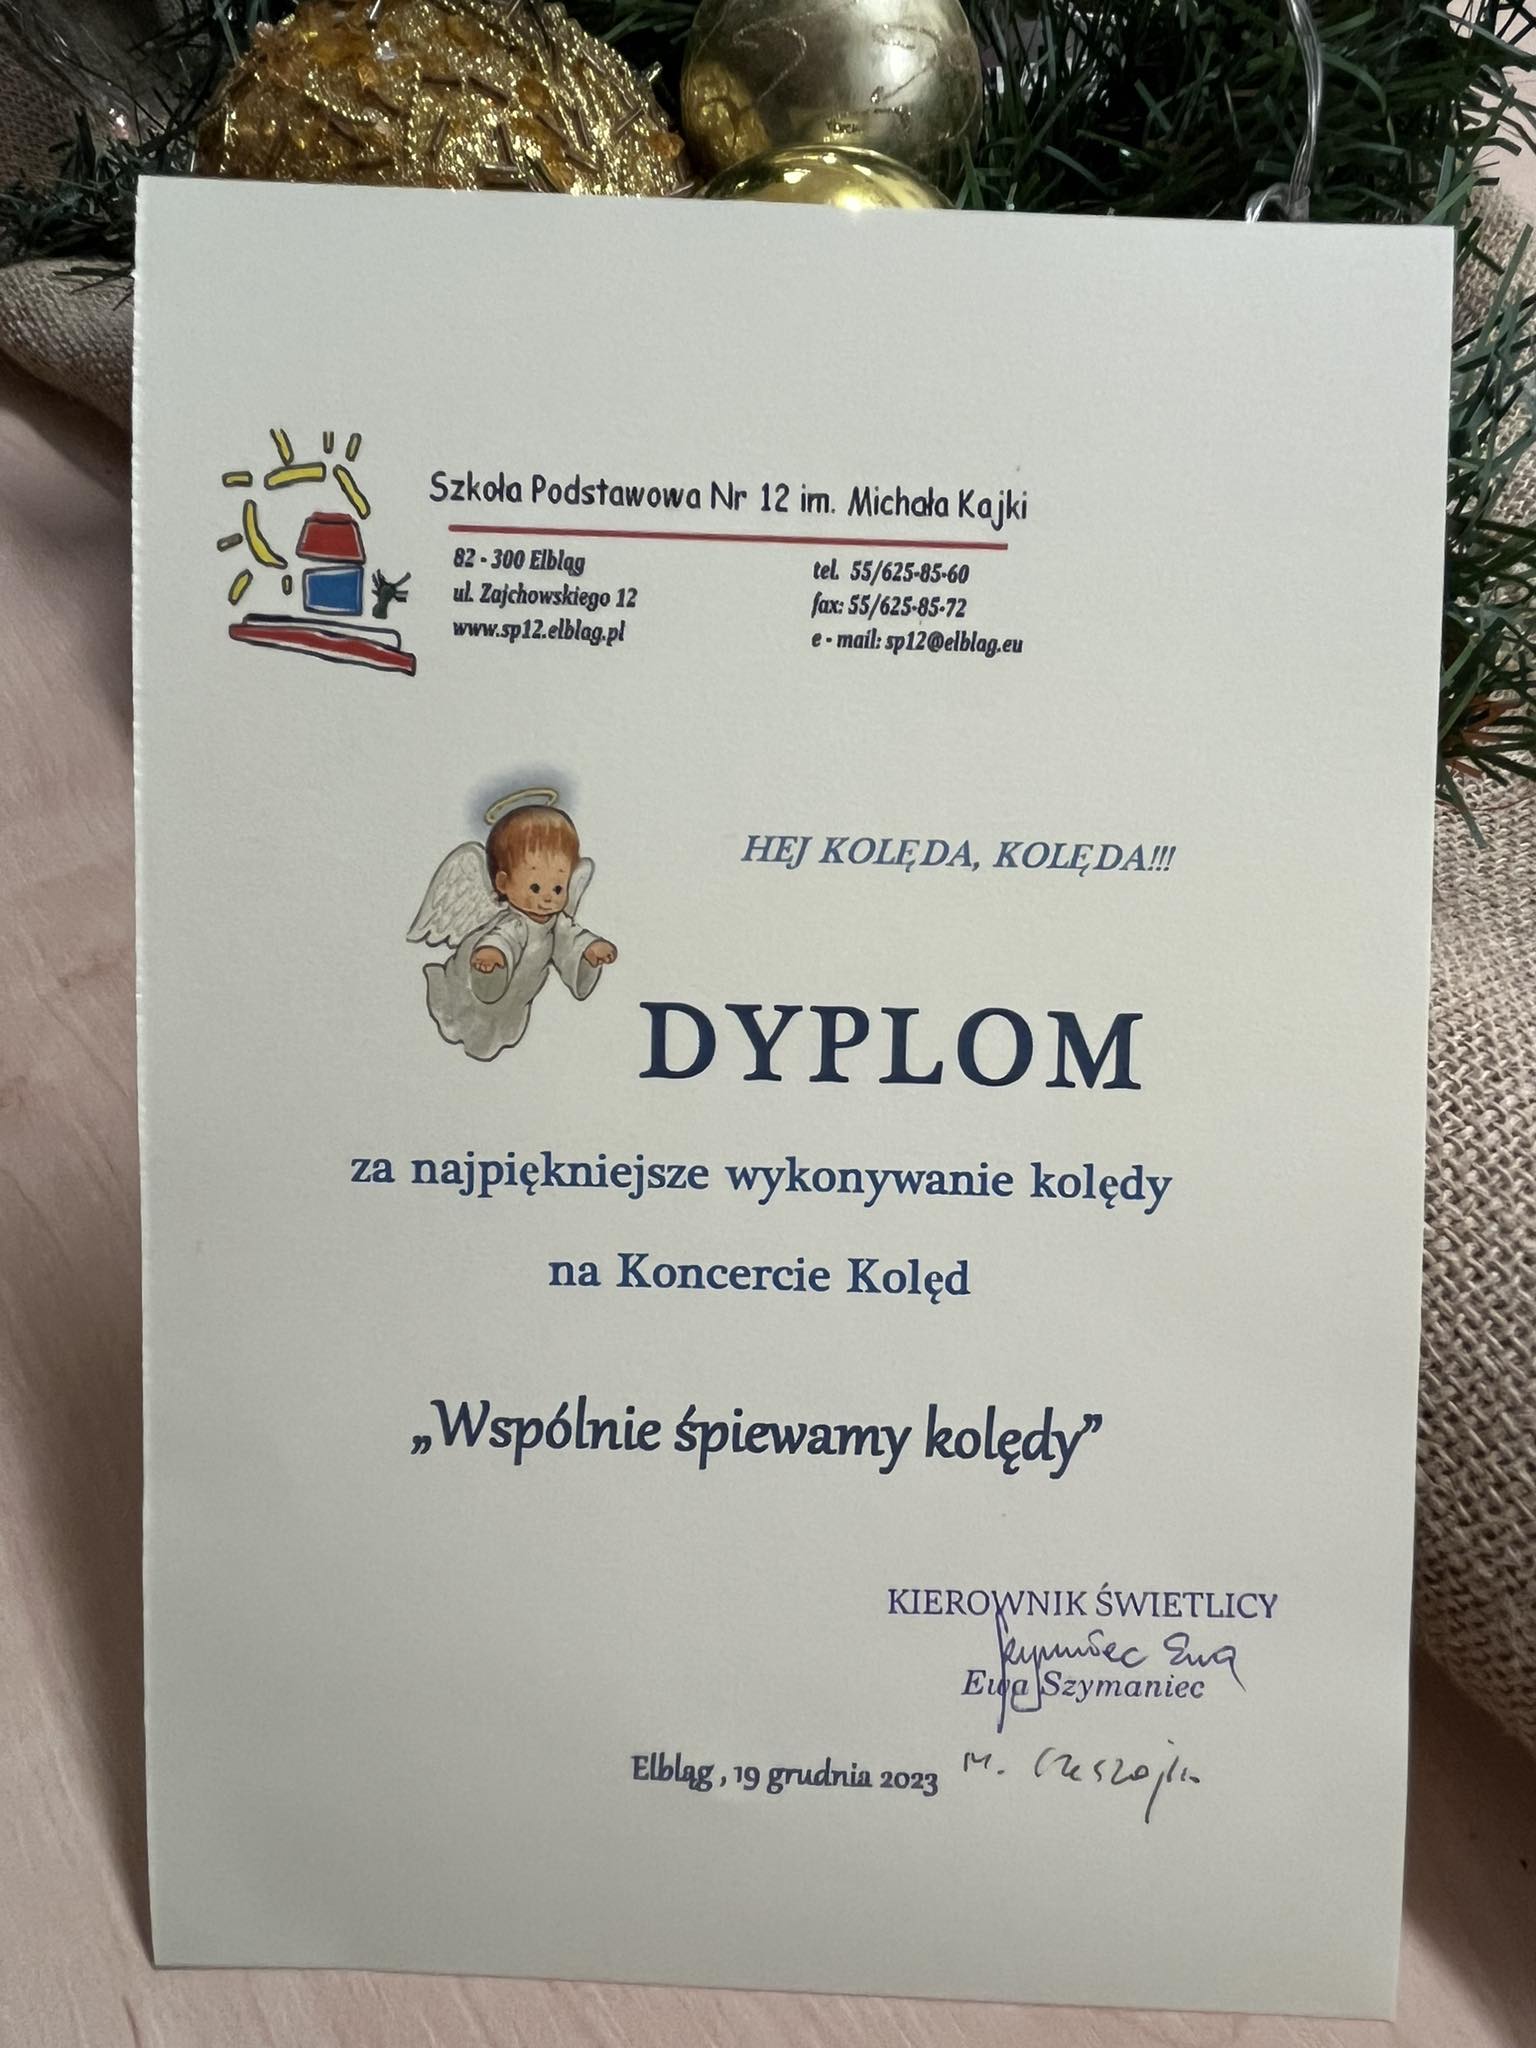 Szkoła Podstawowa Nr 12 im. Michała Kajki
82 - 300 Elbląg
ul. Zajchowskiego 12
www.sp12.elblag.pl
tel. 55/625-85-60
fax: 55/625-85-72
e - mail: sp12@elblag.eu
HEJ KOLĘDA, KOLĘDA!!!
DYPLOM
za najpiękniejsze wykonywanie kolędy
na Koncercie Kolęd
„Wspólnie śpiewamy kolędy”
KIEROWNIK ŚWIETLICY
Szymaniec Ewa
Ewa Szymaniec
Elbląg , 19 grudnia 2023 M.